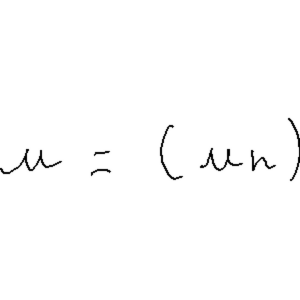 u = (un)